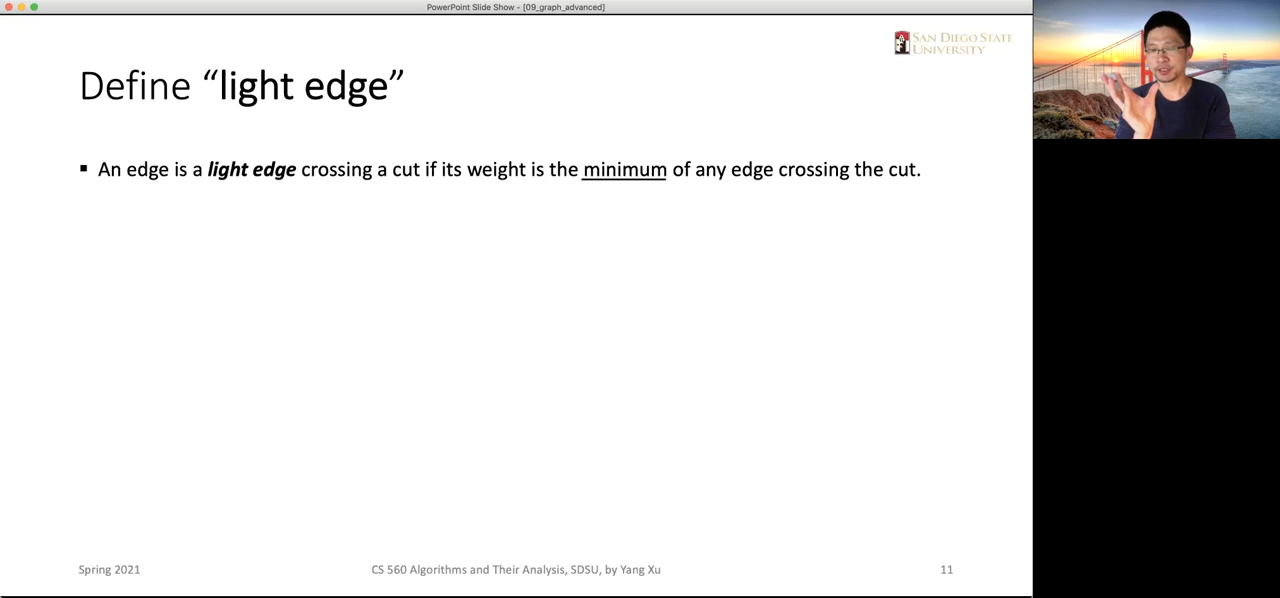 PowerPoint Slide Show - [09_graph_advanced]
SAN DIEGO STATE
UNIVERSITY
Define “light edge”
▪ An edge is a light edge crossing a cut if its weight is the minimum of any edge crossing the cut.
Spring 2021
CS 560 Algorithms and Their Analysis, SDSU, by Yang Xu
11